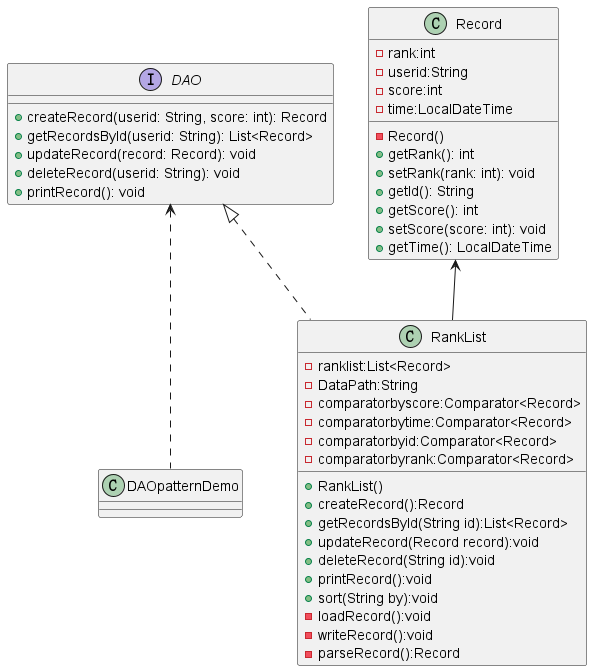 I DAO
createRecord(userid: String, score: int): Record
getRecordsById(userid: String): List<Record>
updateRecord(record: Record): void
deleteRecord(userid: String): void
printRecord(): void
C Record
rank:int
userid:String
score:int
time:LocalDateTime
Record()
getRank(): int
setRank(rank: int): void
getId(): String
getScore(): int
setScore(score: int): void
getTime(): LocalDateTime
C DAOpatternDemo
C RankList
ranklist:List<Record>
DataPath:String
comparatorbyscore:Comparator<Record>
comparatorbytime:Comparator<Record>
comparatorbyid:Comparator<Record>
comparatorbyrank:Comparator<Record>
RankList()
createRecord():Record
getRecordsById(String id):List<Record>
updateRecord(Record record):void
deleteRecord(String id):void
printRecord():void
sort(String by):void
loadRecord():void
writeRecord():void
parseRecord():Record